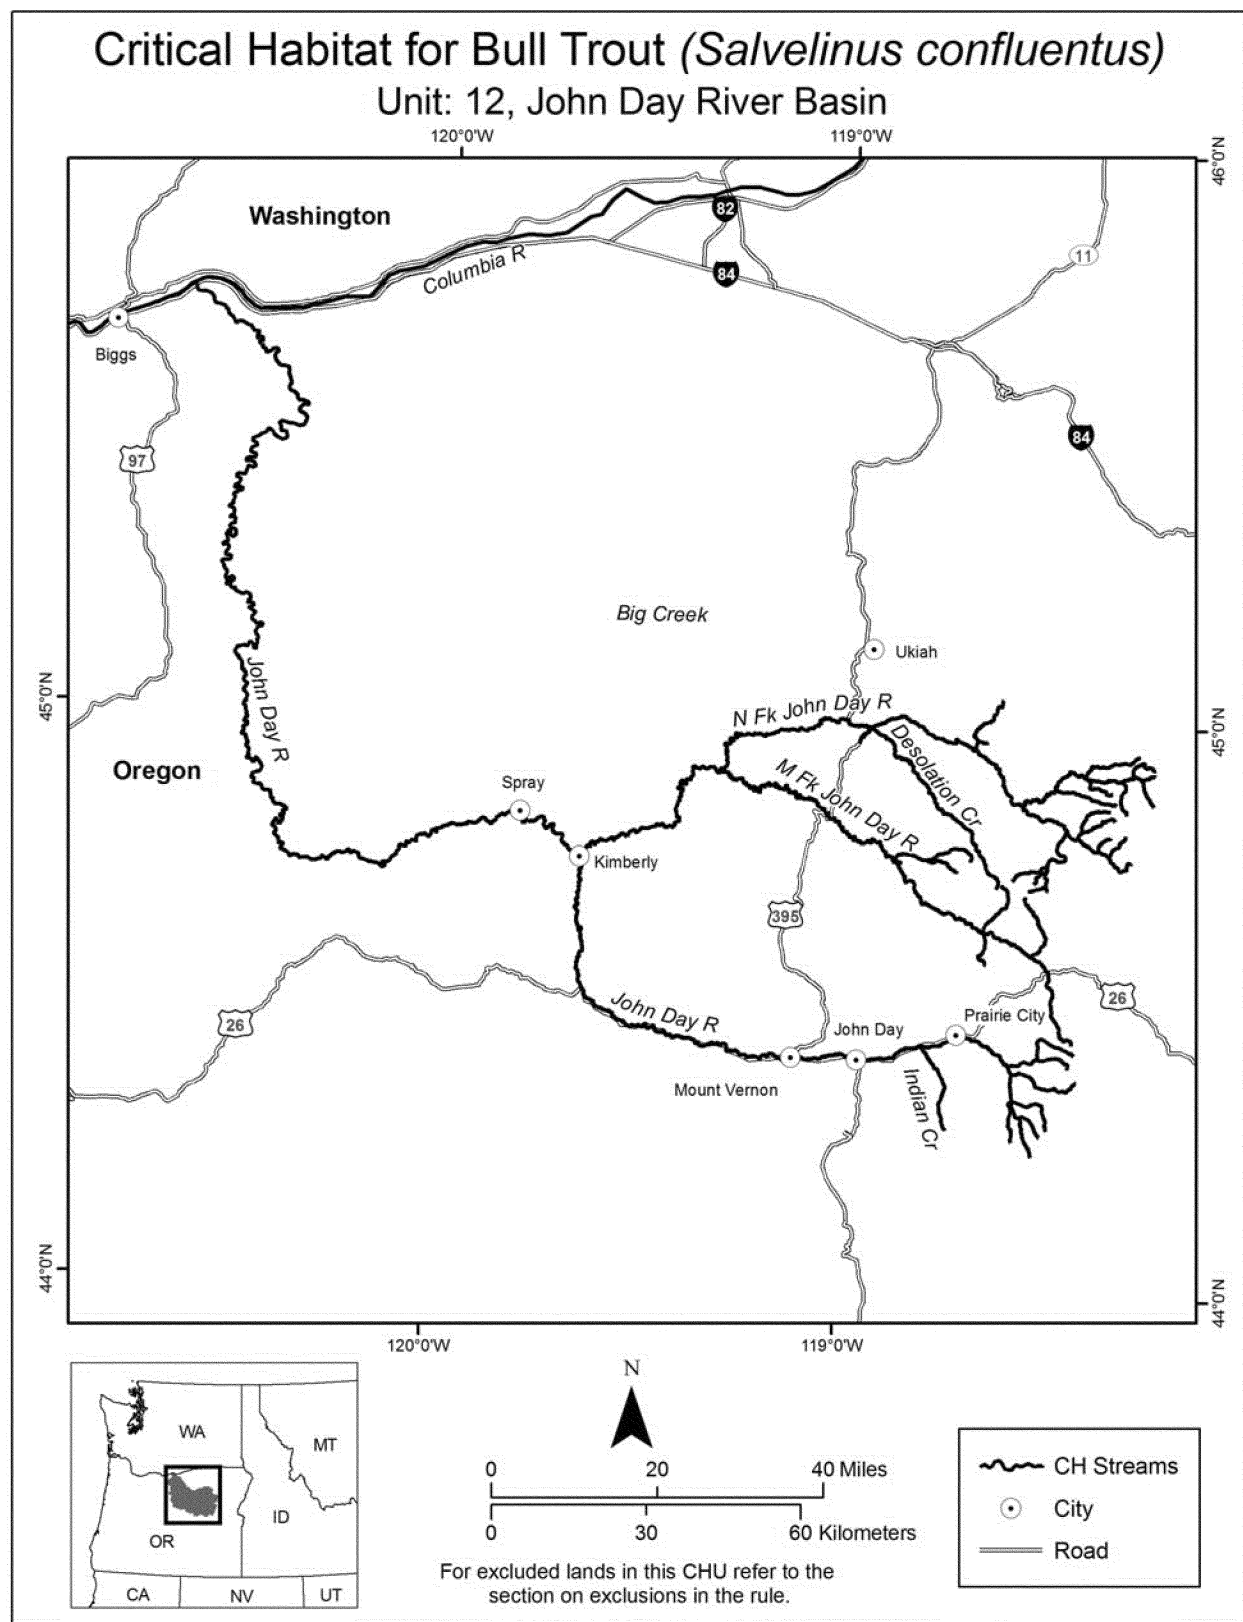 Critical Habitat for Bull Trout (Salvelinus confluentus)
Unit: 12, John Day River Basin
120°0'W
119°0'W
46°0'N
Washington
82
Columbia R
84
11
Biggs
97
84
Big Creek
Ukiah
45°0'N
John Day R
N Fk John Day R
Desolation Cr
45°0'N
Oregon
M Fk John Day R
Spray
Kimberly
395
26
John Day R
John Day
Prairie City
26
Mount Vernon
Indian Cr
44°0'N
44°0'N
120°0'W
119°0'W
WA
MT
OR
ID
CA
NV
UT
N
0 20 40 Miles
0 30 60 Kilometers
For excluded lands in this CHU refer to the
section on exclusions in the rule.
CH Streams
City
Road